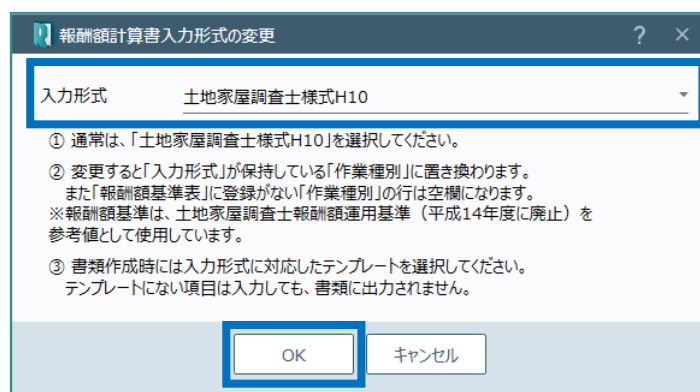 報酬額計算書入力形式の変更 ? ×
入力形式 土地家屋調査士様式H10
① 通常は、「土地家屋調査士様式H10」を選択してください。
② 変更すると「入力形式」が保持している「作業種別」に置き換わります。
また「報酬額基準表」に登録がない「作業種別」の行は空欄になります。
※報酬額基準は、土地家屋調査士報酬額運用基準（平成14年度に廃止）を
参考値として使用しています。
③ 書類作成時には入力形式に対応したテンプレートを選択してください。
テンプレートにない項目は入力しても、書類に出力されません。
OK キャンセル